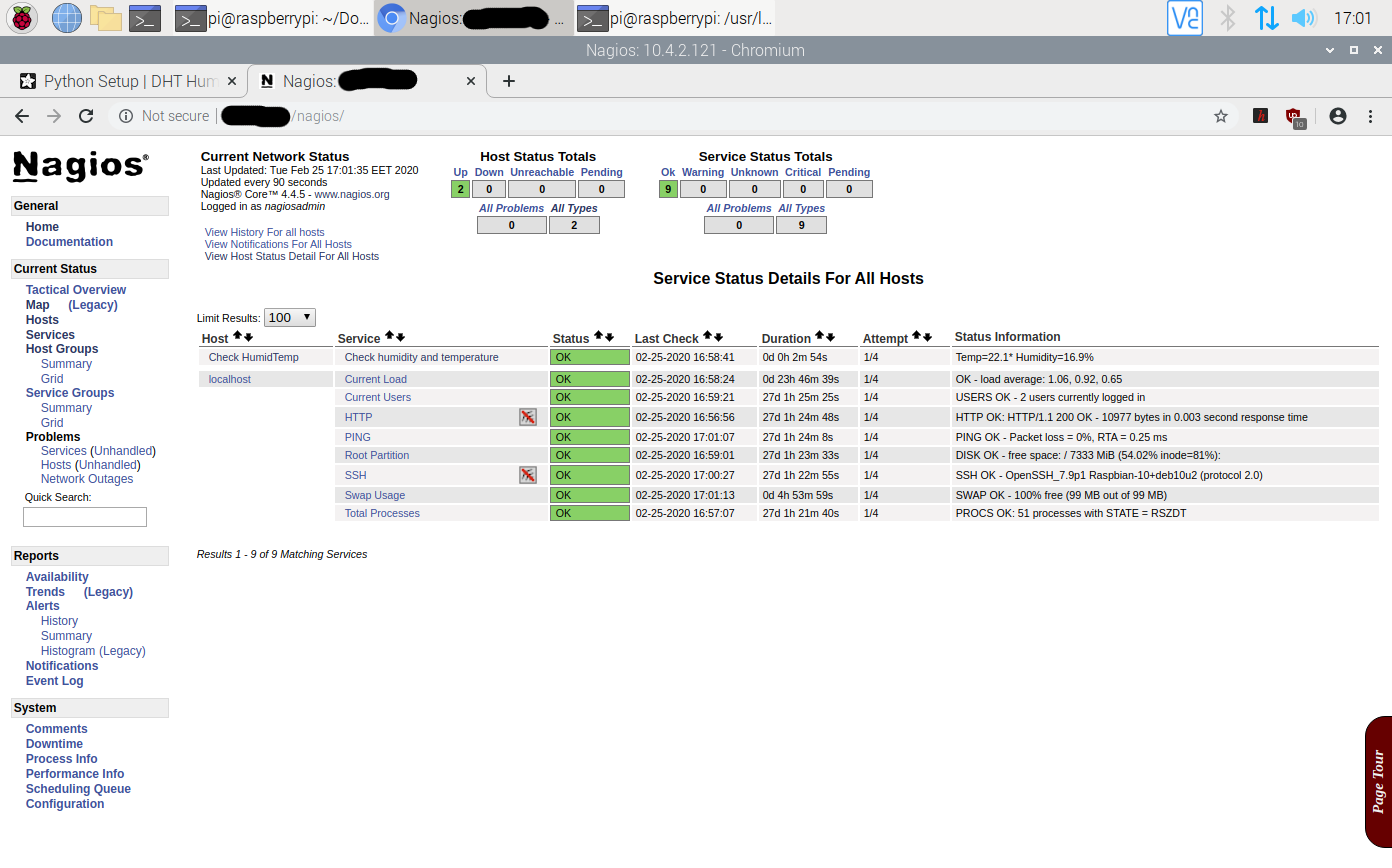 pi@raspberrypi: ~/Do... Nagios: ... pi@raspberrypi: /usr/l... 17:01
Nagios: 10.4.2.121 - Chromium
Python Setup | DHT Hum N Nagios:
Not secure | /nagios/ 10
Nagios®
General
Home
Documentation
Current Status
Tactical Overview
Map (Legacy)
Hosts
Services
Host Groups
Summary
Grid
Service Groups
Summary
Grid
Problems
Services (Unhandled)
Hosts (Unhandled)
Network Outages
Quick Search:
Reports
Availability
Trends (Legacy)
Alerts
History
Summary
Histogram (Legacy)
Notifications
Event Log
System
Comments
Downtime
Process Info
Performance Info
Scheduling Queue
Configuration
Current Network Status
Last Updated: Tue Feb 25 17:01:35 EET 2020
Updated every 90 seconds
Nagios® Core™ 4.4.5 - www.nagios.org
Logged in as nagiosadmin
View History For all hosts
View Notifications For All Hosts
View Host Status Detail For All Hosts
Host Status Totals
Up Down Unreachable Pending
2 0 0 0
All Problems All Types
0 2
Service Status Totals
Ok Warning Unknown Critical Pending
9 0 0 0 0
All Problems All Types
0 9
Service Status Details For All Hosts
Limit Results: 100
Host Service Status Last Check Duration Attempt Status Information
Check HumidTemp Check humidity and temperature OK 02-25-2020 16:58:41 0d 0h 2m 54s 1/4 Temp=22.1* Humidity=16.9%
localhost Current Load OK 02-25-2020 16:58:24 0d 23h 46m 39s 1/4 OK - load average: 1.06, 0.92, 0.65
Current Users OK 02-25-2020 16:59:21 27d 1h 25m 25s 1/4 USERS OK - 2 users currently logged in
HTTP OK 02-25-2020 16:56:56 27d 1h 24m 48s 1/4 HTTP OK: HTTP/1.1 200 OK - 10977 bytes in 0.003 second response time
PING OK 02-25-2020 17:01:07 27d 1h 24m 8s 1/4 PING OK - Packet loss = 0%, RTA = 0.25 ms
Root Partition OK 02-25-2020 16:59:01 27d 1h 23m 33s 1/4 DISK OK - free space: / 7333 MiB (54.02% inode=81%):
SSH OK 02-25-2020 17:00:27 27d 1h 22m 55s 1/4 SSH OK - OpenSSH_7.9p1 Raspbian-10+deb10u2 (protocol 2.0)
Swap Usage OK 02-25-2020 17:01:13 0d 4h 53m 59s 1/4 SWAP OK - 100% free (99 MB out of 99 MB)
Total Processes OK 02-25-2020 16:57:07 27d 1h 21m 40s 1/4 PROCS OK: 51 processes with STATE = RSZDT
Results 1 - 9 of 9 Matching Services
Page Tour